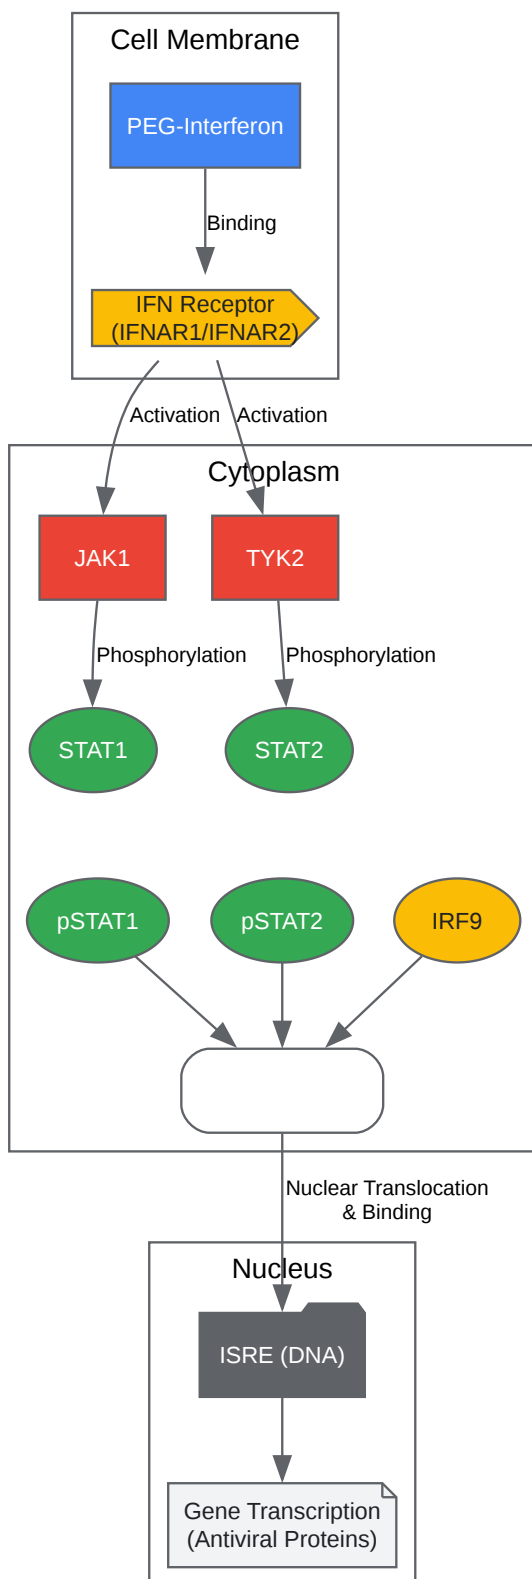 Cell Membrane
PEG-Interferon
Binding
IFN Receptor
(IFNAR1/IFNAR2)
Activation
Activation
Cytoplasm
JAK1
TYK2
Phosphorylation
Phosphorylation
STAT1
STAT2
pSTAT1
pSTAT2
IRF9
Nuclear Translocation
& Binding
Nucleus
ISRE (DNA)
Gene Transcription
(Antiviral Proteins)